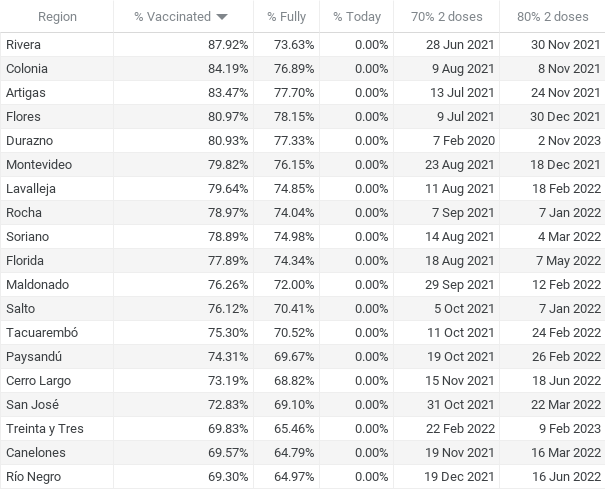 Region % Vaccinated % Fully % Today 70% 2 doses 80% 2 doses
Rivera 87.92% 73.63% 0.00% 28 Jun 2021 30 Nov 2021
Colonia 84.19% 76.89% 0.00% 9 Aug 2021 8 Nov 2021
Artigas 83.47% 77.70% 0.00% 13 Jul 2021 24 Nov 2021
Flores 80.97% 78.15% 0.00% 9 Jul 2021 30 Dec 2021
Durazno 80.93% 77.33% 0.00% 7 Feb 2020 2 Nov 2023
Montevideo 79.82% 76.15% 0.00% 23 Aug 2021 18 Dec 2021
Lavalleja 79.64% 74.85% 0.00% 11 Aug 2021 18 Feb 2022
Rocha 78.97% 74.04% 0.00% 7 Sep 2021 7 Jan 2022
Soriano 78.89% 74.98% 0.00% 14 Aug 2021 4 Mar 2022
Florida 77.89% 74.34% 0.00% 18 Aug 2021 7 May 2022
Maldonado 76.26% 72.00% 0.00% 29 Sep 2021 12 Feb 2022
Salto 76.12% 70.41% 0.00% 5 Oct 2021 7 Jan 2022
Tacuarembó 75.30% 70.52% 0.00% 11 Oct 2021 24 Feb 2022
Paysandú 74.31% 69.67% 0.00% 19 Oct 2021 26 Feb 2022
Cerro Largo 73.19% 68.82% 0.00% 15 Nov 2021 18 Jun 2022
San José 72.83% 69.10% 0.00% 31 Oct 2021 22 Mar 2022
Treinta y Tres 69.83% 65.46% 0.00% 22 Feb 2022 9 Feb 2023
Canelones 69.57% 64.79% 0.00% 19 Nov 2021 16 Mar 2022
Río Negro 69.30% 64.97% 0.00% 19 Dec 2021 16 Jun 2022